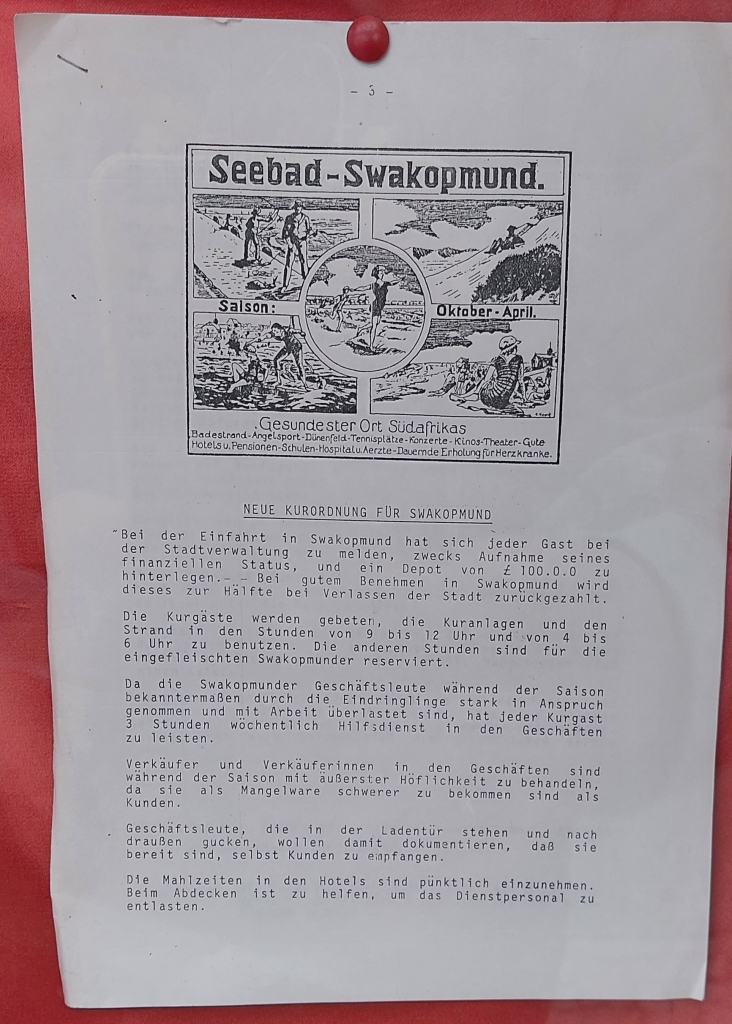 - 3 -
Seebad-Swakopmund.
Saison:
Oktober-April.
Gesundester Ort Südafrikas
Badestrand-Angelsport-Dünenfeld-Tennisplätze-Konzerte-Kinos-Theater-Gute
Hotels u. Pensionen-Schulen-Hospital u. Aerzte-Dauernde Erholung für Herzkranke.
NEUE KURORDNUNG FÜR SWAKOPMUND
"Bei der Einfahrt in Swakopmund hat sich jeder Gast bei
der Stadtverwaltung zu melden, zwecks Aufnahme seines
finanziellen Status, und ein Depot von £ 100.0.0 zu
hinterlegen.- - Bei gutem Benehmen in Swakopmund wird
dieses zur Hälfte bei Verlassen der Stadt zurückgezahlt.
Die Kurgäste werden gebeten, die Kuranlagen und den
Strand in den Stunden von 9 bis 12 Uhr und von 4 bis
6 Uhr zu benutzen. Die anderen Stunden sind für die
eingefleischten Swakopmunder reserviert.
Da die Swakopmunder Geschäftsleute während der Saison
bekanntermaßen durch die Eindringlinge stark in Anspruch
genommen und mit Arbeit überlastet sind, hat jeder Kurgast
3 Stunden wöchentlich Hilfsdienst in den Geschäften
zu leisten.
Verkäufer und Verkäuferinnen in den Geschäften sind
während der Saison mit äußerster Höflichkeit zu behandeln,
da sie als Mangelware schwerer zu bekommen sind als
Kunden.
Geschäftsleute, die in der Ladentür stehen und nach
draußen gucken, wollen damit dokumentieren, daß sie
bereit sind, selbst Kunden zu empfangen.
Die Mahlzeiten in den Hotels sind pünktlich einzunehmen.
Beim Abdecken ist zu helfen, um das Dienstpersonal zu
entlasten.